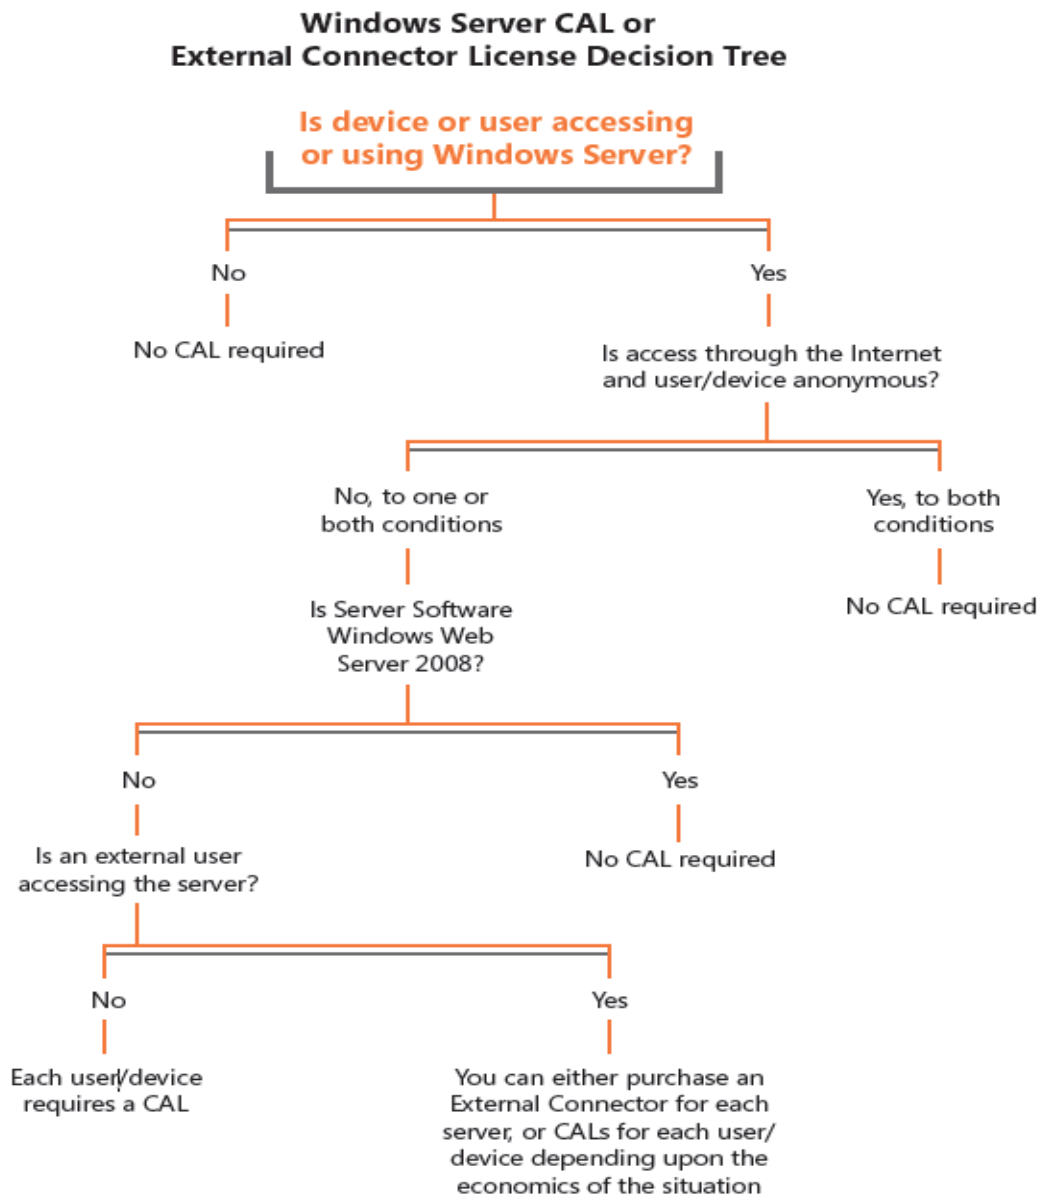 Windows Server CAL or
External Connector License Decision Tree
Is device or user accessing
or using Windows Server?
No
Yes
No CAL required
Is access through the Internet
and user/device anonymous?
No, to one or
both conditions
Yes, to both
conditions
Is Server Software
Windows Web
Server 2008?
No CAL required
No
Yes
Is an external user
accessing the server?
No CAL required
No
Yes
Each user/device
requires a CAL
You can either purchase an
External Connector for each
server, or CALs for each user/
device depending upon the
economics of the situation